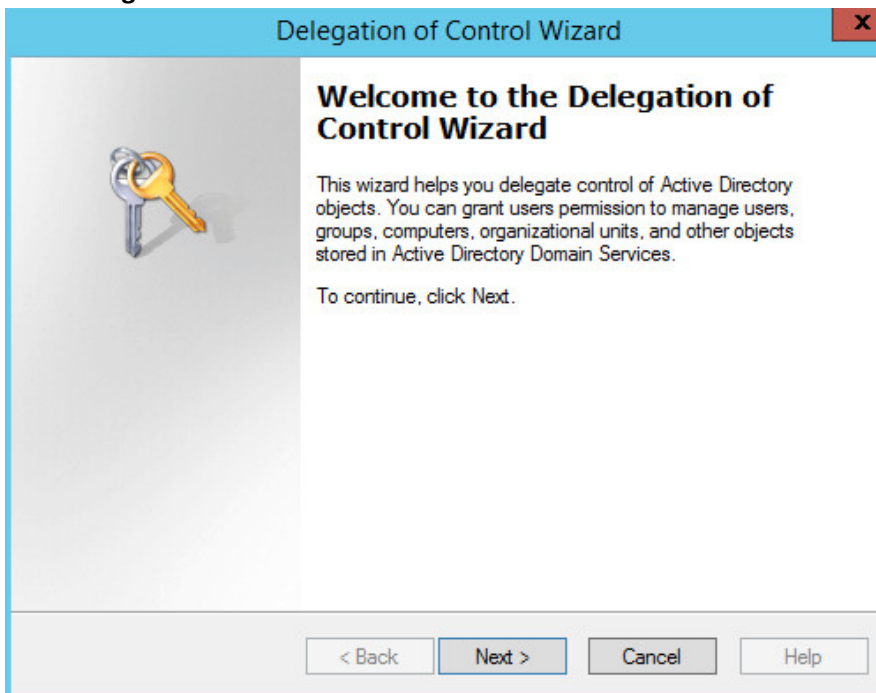 Delegation of Control Wizard
x
Welcome to the Delegation of
Control Wizard
This wizard helps you delegate control of Active Directory
objects. You can grant users permission to manage users,
groups, computers, organizational units, and other objects
stored in Active Directory Domain Services.
To continue, click Next.
< Back Next > Cancel Help